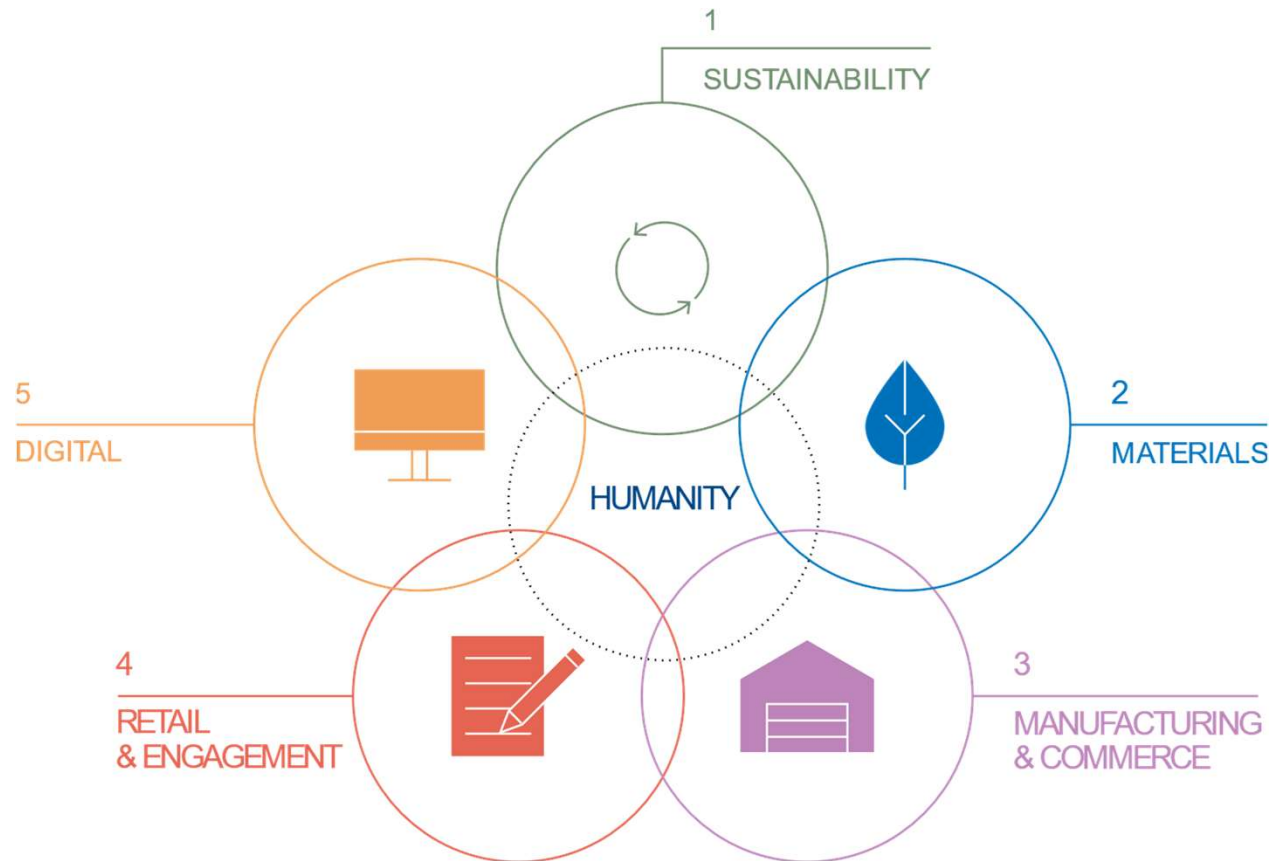 1
SUSTAINABILITY
2
MATERIALS
3
MANUFACTURING
& COMMERCE
4
RETAIL
& ENGAGEMENT
5
DIGITAL
HUMANITY